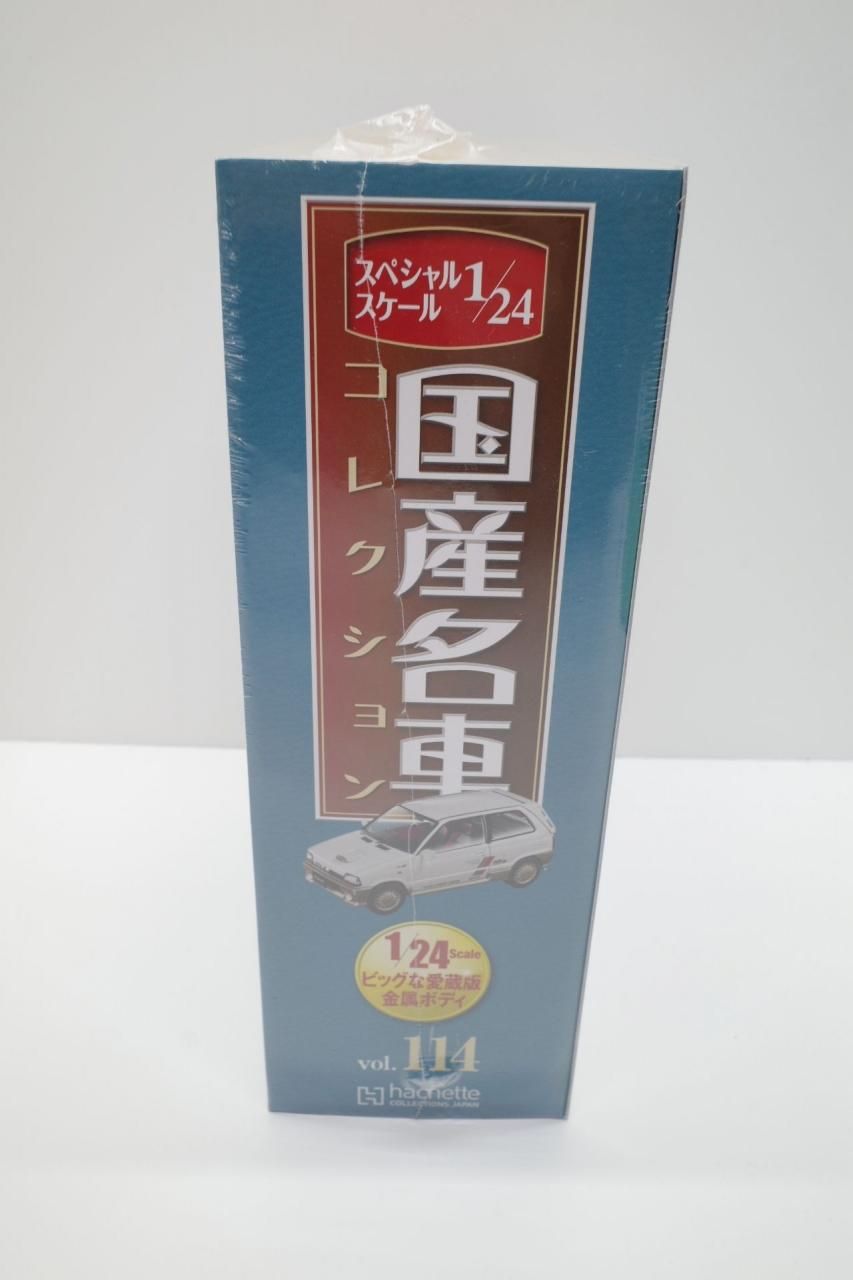 スペシャル
スケール
1/24
国産名車
コレクション
1/24 Scale
ビッグな愛蔵版
金属ボディ
vol. 114
hachette
COLLECTIONS JAPAN